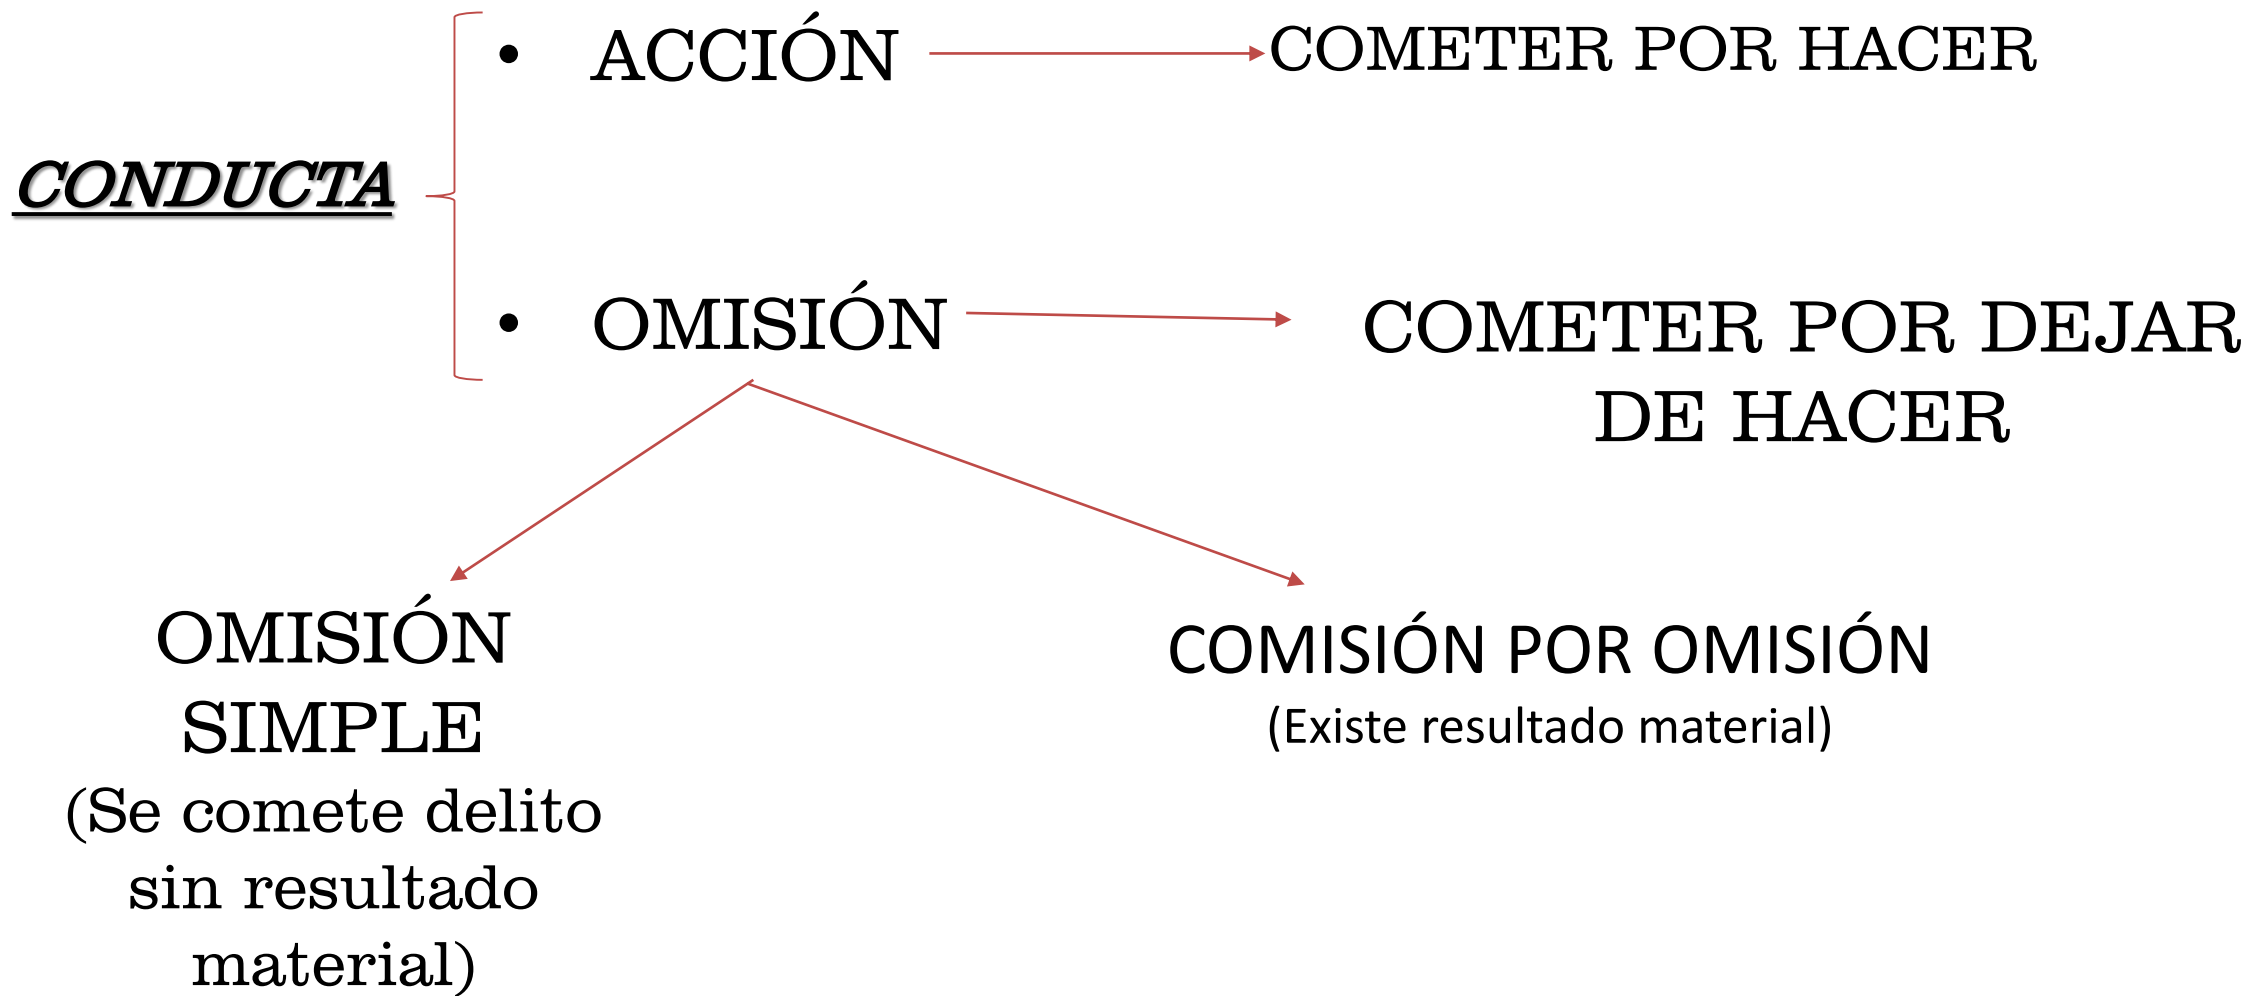 • ACCIÓN
COMETER POR HACER
CONDUCTA
• OMISIÓN
COMETER POR DEJAR
DE HACER
OMISIÓN
SIMPLE
(Se comete delito
sin resultado
material)
COMISIÓN POR OMISIÓN
(Existe resultado material)